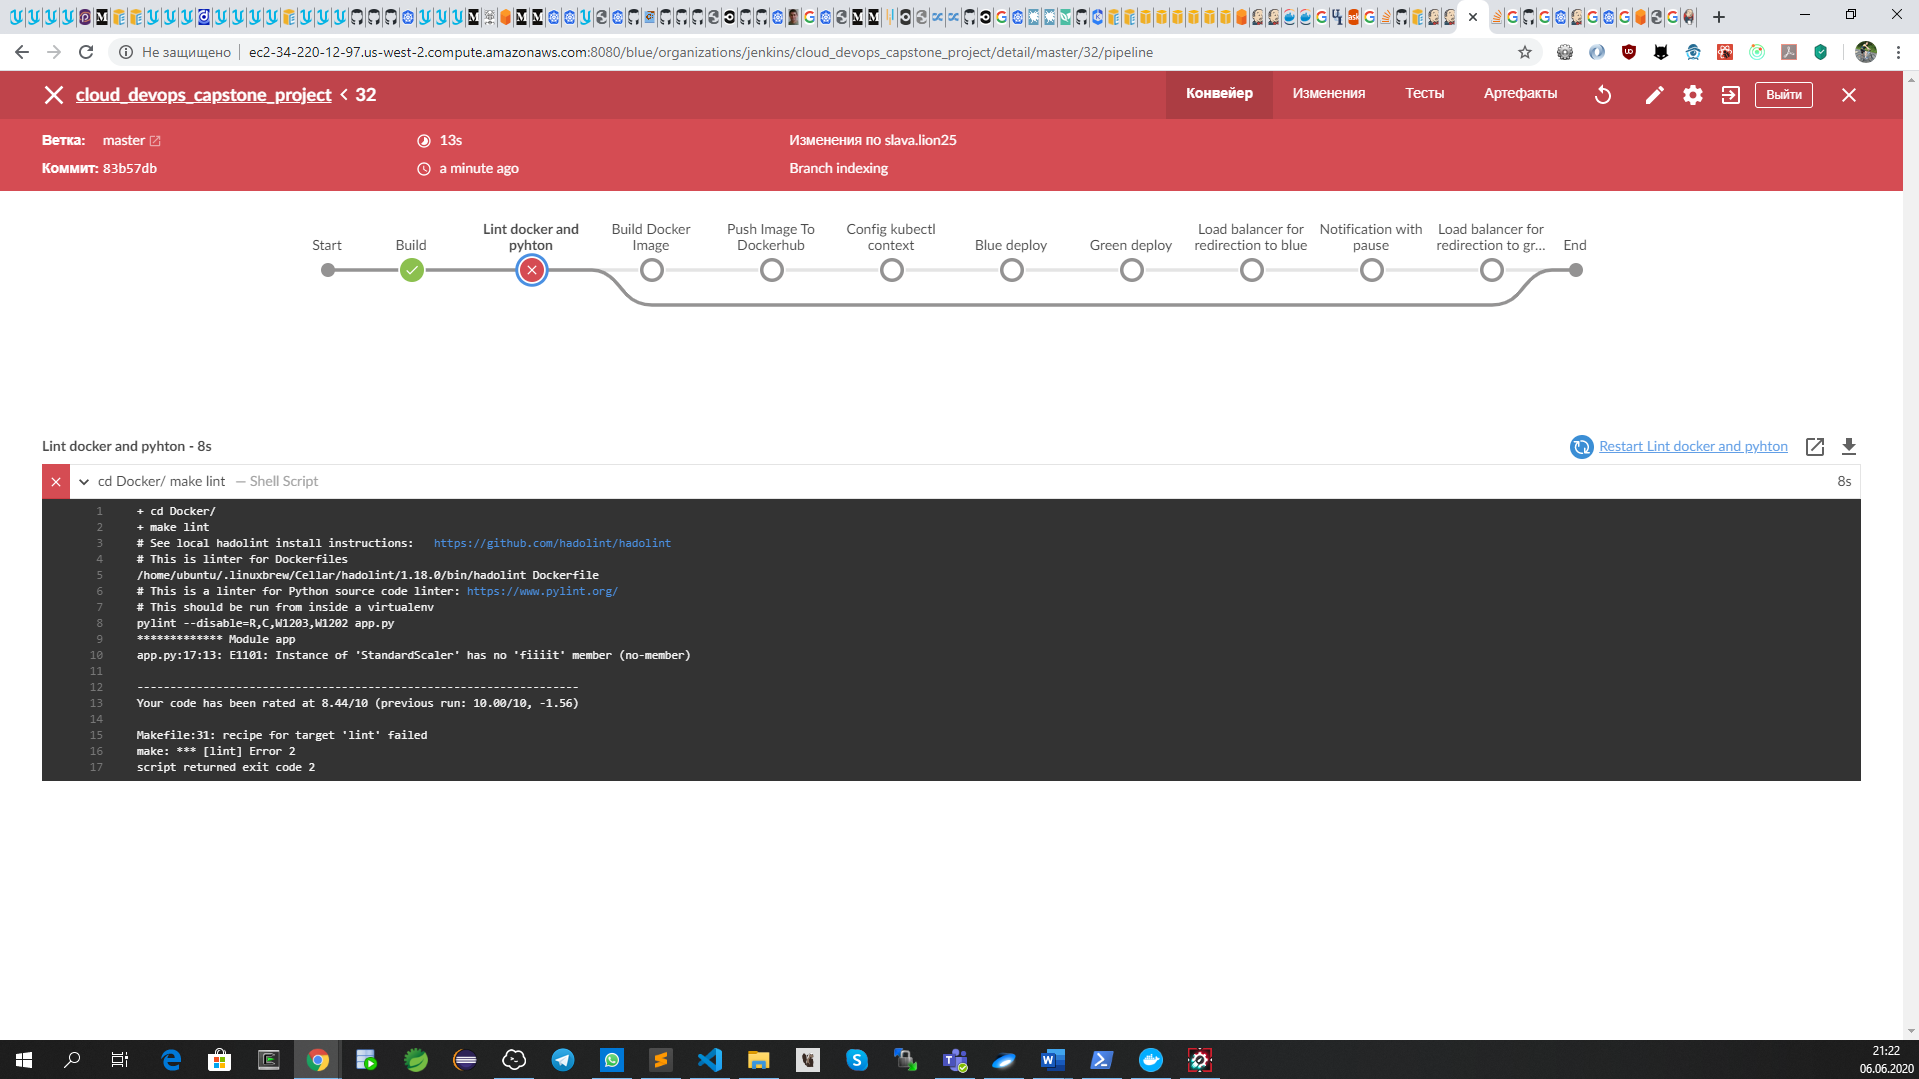 Не защищено
ec2-34-220-12-97.us-west-2.compute.amazonaws.com:8080/blue/organizations/jenkins/cloud_devops_capstone_project/detail/master/32/pipeline
cloud_devops_capstone_project < 32
Конвейер
Изменения
Тесты
Артефакты
Выйти
Ветка: master
13s
Изменения по slava.lion25
Коммит: 83b57db
a minute ago
Branch indexing
Start
Build
Lint docker and
pyhton
Build Docker
Image
Push Image To
Dockerhub
Config kubectl
context
Blue deploy
Green deploy
Load balancer for
redirection to blue
Notification with
pause
Load balancer for
redirection to gr...
End
Lint docker and pyhton - 8s
Restart Lint docker and pyhton
cd Docker/ make lint — Shell Script
8s
1 + cd Docker/
2 + make lint
3 # See local hadolint install instructions: https://github.com/hadolint/hadolint
4 # This is linter for Dockerfiles
5 /home/ubuntu/.linuxbrew/Cellar/hadolint/1.18.0/bin/hadolint Dockerfile
6 # This is a linter for Python source code linter: https://www.pylint.org/
7 # This should be run from inside a virtualenv
8 pylint --disable=R,C,W1203,W1202 app.py
9 ************* Module app
10 app.py:17:13: E1101: Instance of 'StandardScaler' has no 'fiiiit' member (no-member)
11
12 -------------------------------------------------------------------
13 Your code has been rated at 8.44/10 (previous run: 10.00/10, -1.56)
14
15 Makefile:31: recipe for target 'lint' failed
16 make: *** [lint] Error 2
17 script returned exit code 2
21:22
06.06.2020